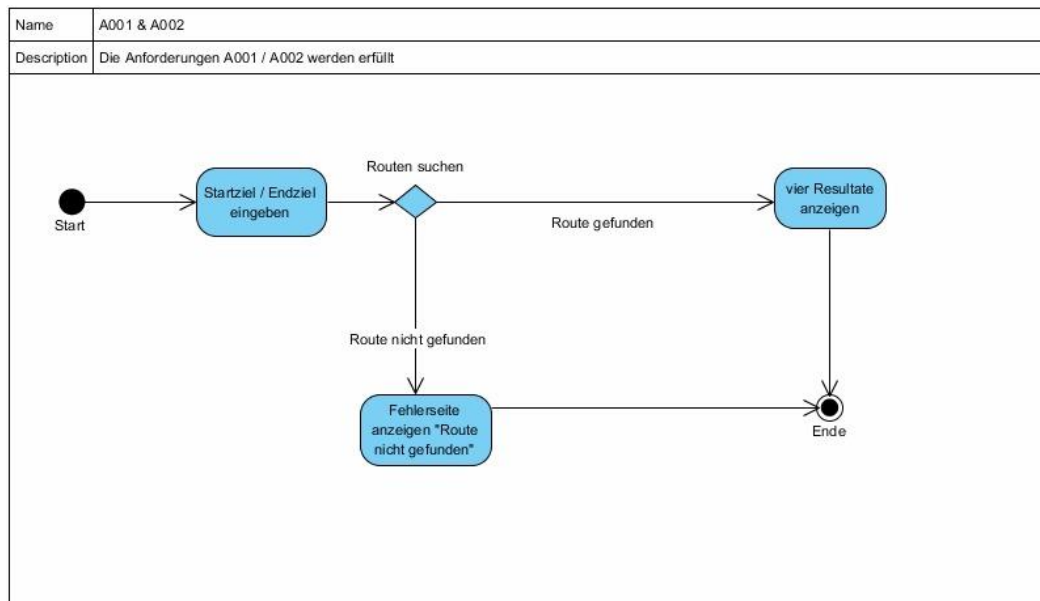 Name A001 & A002
Description Die Anforderungen A001 / A002 werden erfüllt
Routen suchen
Startziel / Endziel
eingeben
vier Resultate
anzeigen
Start
Route gefunden
Route nicht gefunden
Fehlerseite
anzeigen "Route
nicht gefunden"
Ende